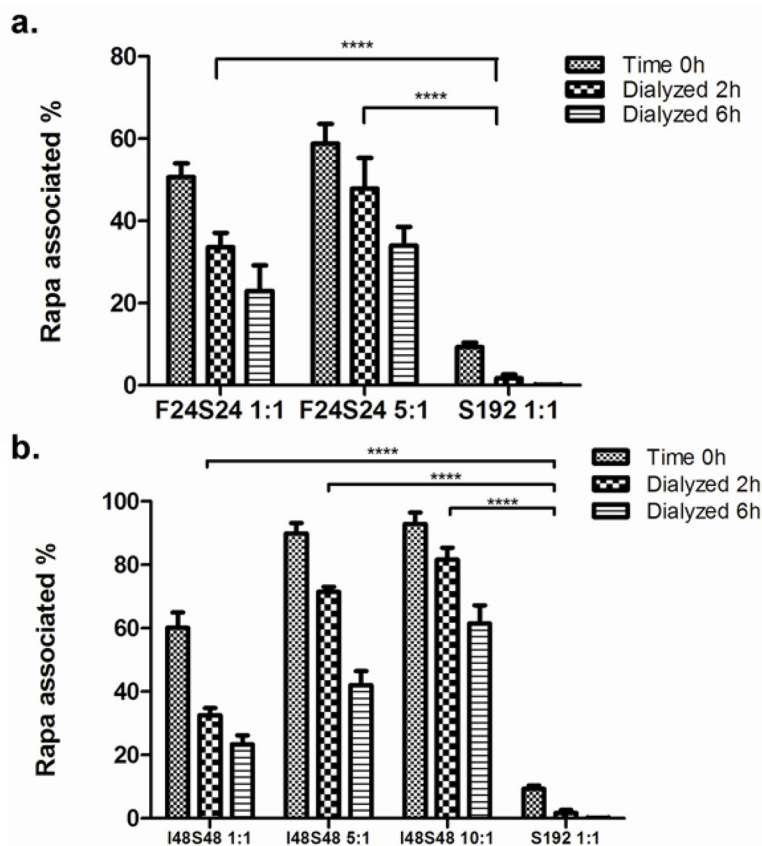 a.
****
80
Time 0h
Dialyzed 2h
Dialyzed 6h
****
60
40
20
0
Rapa associated %
F24S24 1:1 F24S24 5:1 S192 1:1
b.
****
Time 0h
Dialyzed 2h
Dialyzed 6h
****
****
100
80
60
40
20
0
Rapa associated %
I48S48 1:1 I48S48 5:1 I48S48 10:1 S192 1:1